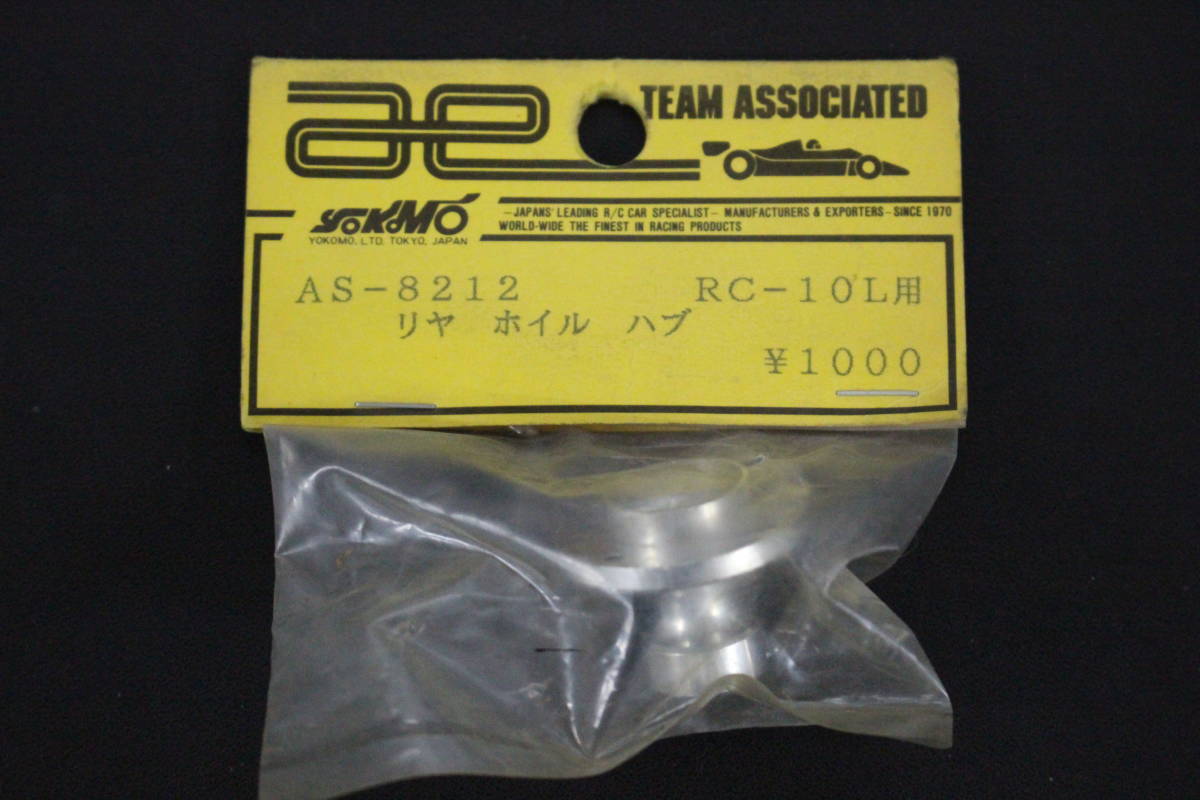 ae TEAM ASSOCIATED
YOKOMO
YOKOMO, LTD. TOKYO, JAPAN
–JAPANS' LEADING R/C CAR SPECIALIST– MANUFACTURERS & EXPORTERS–SINCE 1970
WORLD-WIDE THE FINEST IN RACING PRODUCTS
AS-8212 RC-10L用
リヤ ホイル ハブ
¥1000